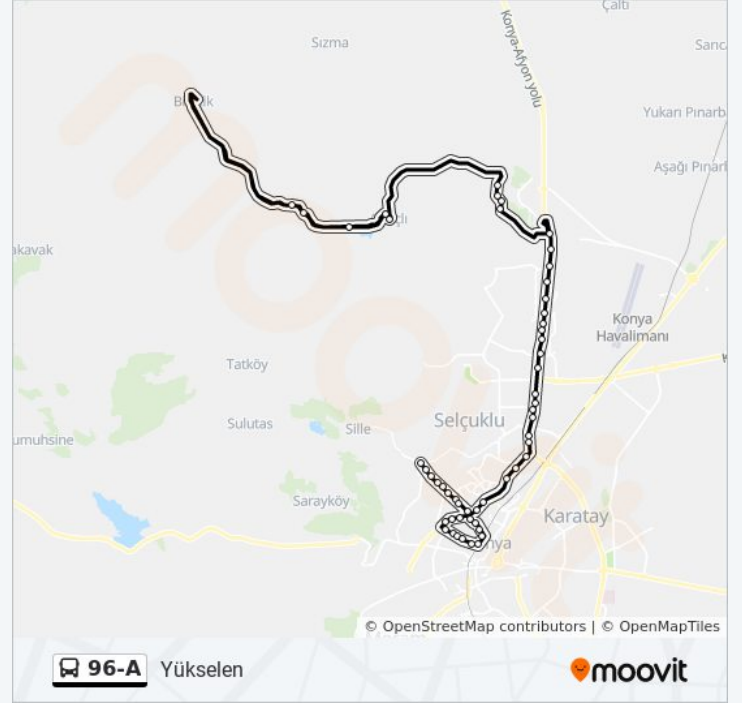 Çaltı
Sızma
Konya-Afyon yolu
Yukarı Pınarb
Aşağı Pınarl
akavak
Konya
Havalimanı
Tatköy
Selçuklu
Sulutas
Sille
umuhsine
Sarayköy
Karatay
© OpenStreetMap contributors | © OpenMapTiles
96-A Yükselen
moovit